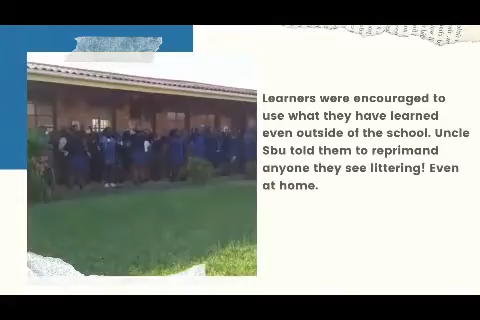 Learners were encouraged to
use what they have learned
even outside of the school. Uncle
Sbu told them to reprimand
anyone they see littering! Even
at home.